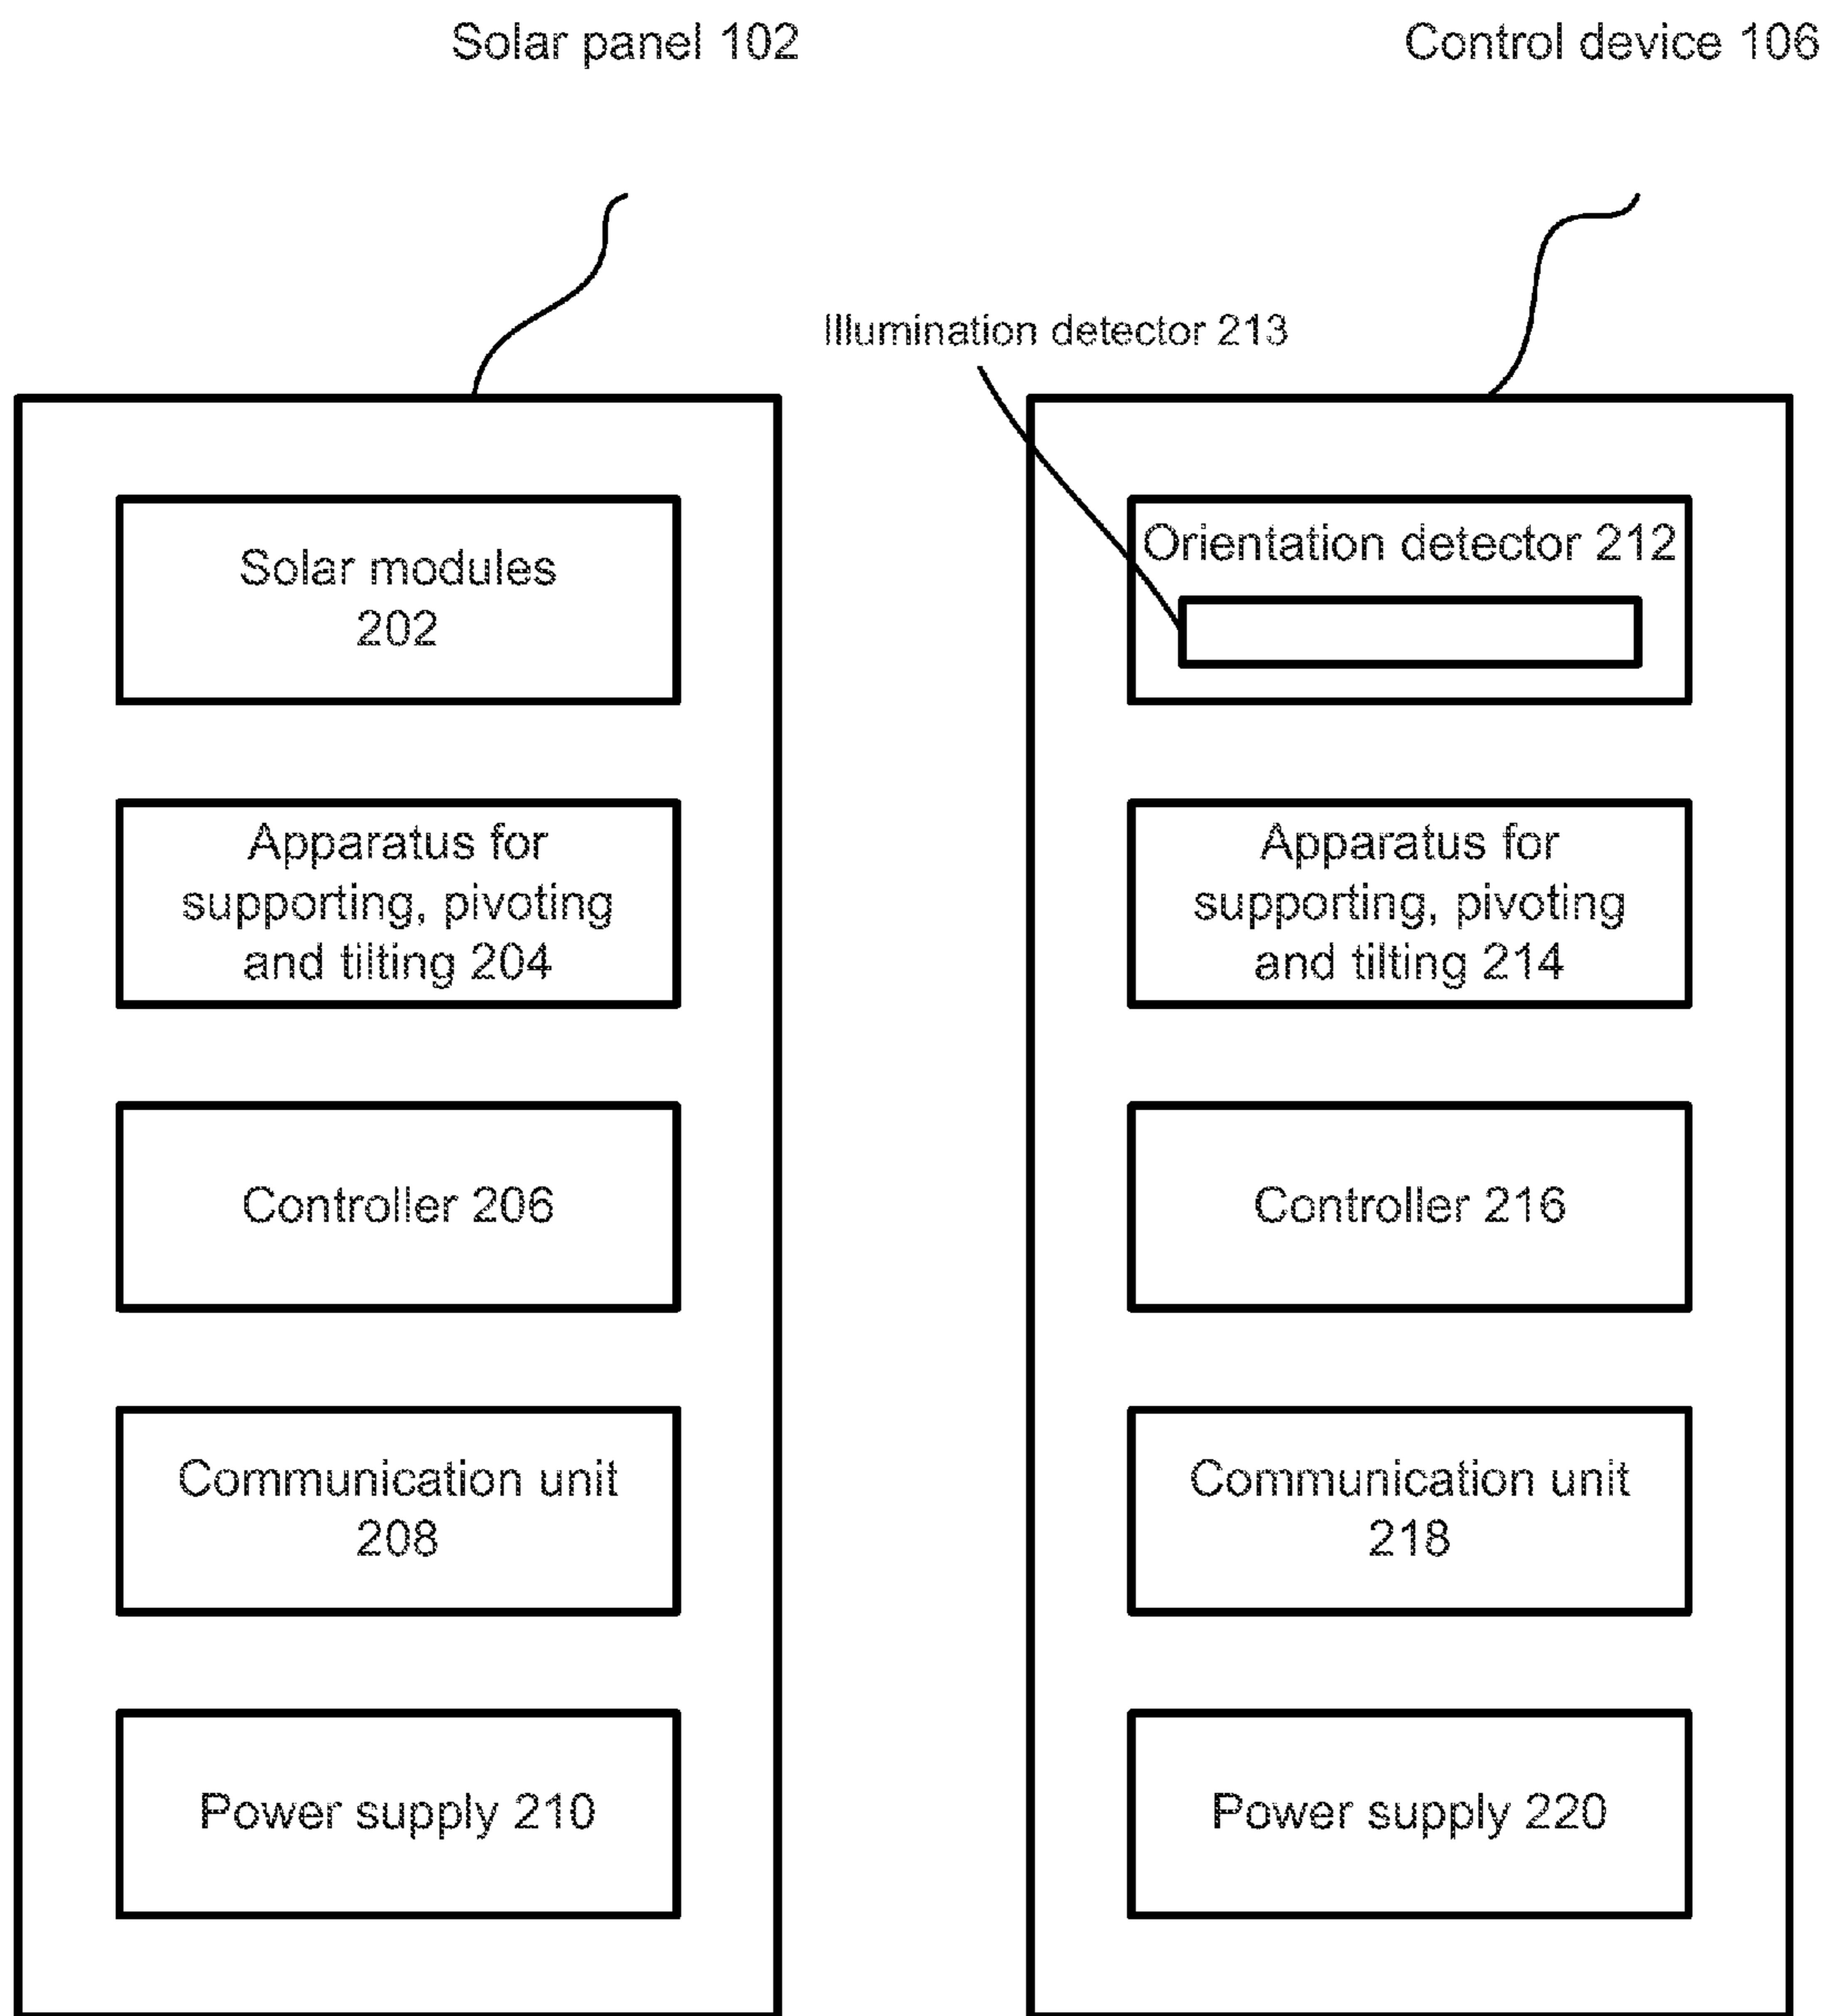 Solar panel 102
Control device 106
Illumination detector 213
Solar modules
202
Apparatus for
supporting, pivoting
and tilting 204
Controller 206
Communication unit
208
Power supply 210
Orientation detector 212
Apparatus for
supporting, pivoting
and tilting 214
Controller 216
Communication unit
218
Power supply 220